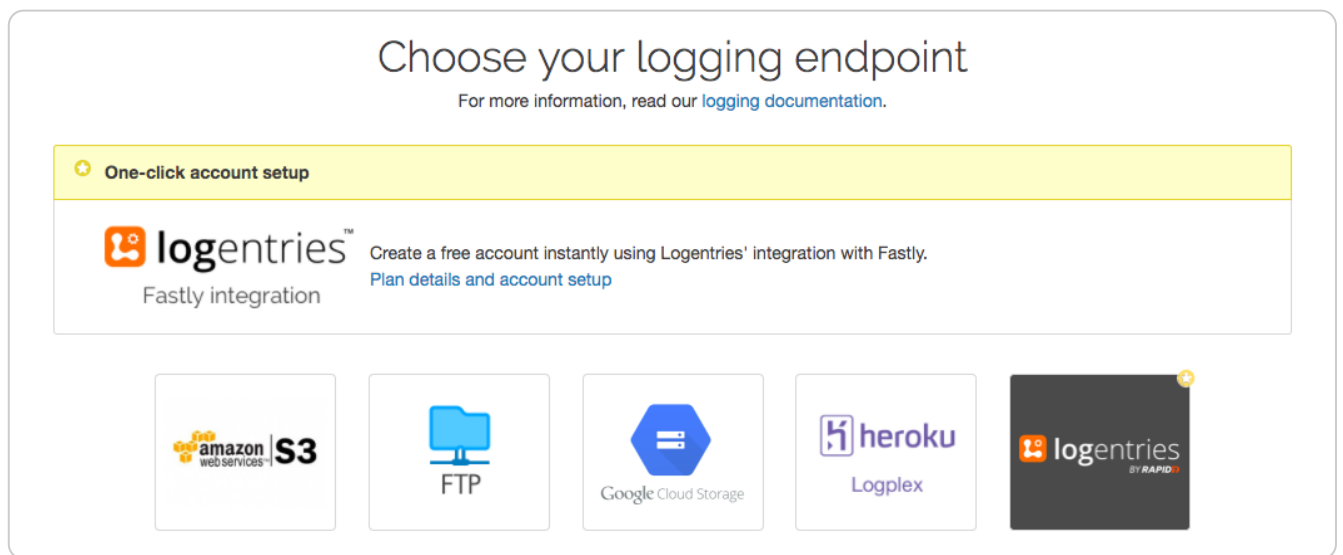 Choose your logging endpoint
For more information, read our logging documentation.
One-click account setup
logentries™
Fastly integration
Create a free account instantly using Logentries' integration with Fastly.
Plan details and account setup
amazon web services™ S3
FTP
Google Cloud Storage
heroku
Logplex
logentries
BY RAPID7